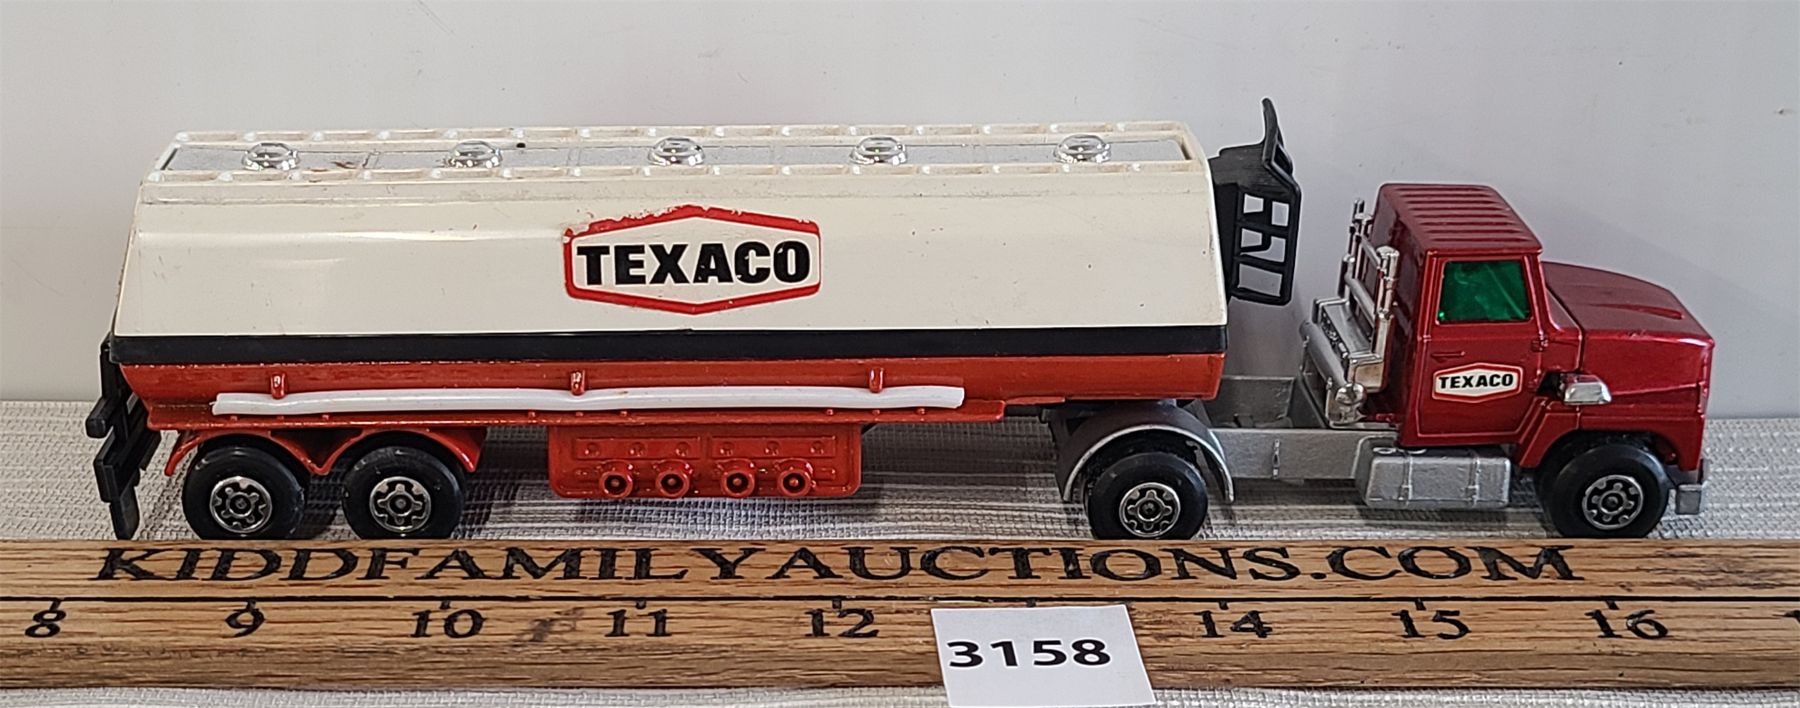 TEXACO
TEXACO
KIDDFAMILYAUCTIONS.COM
8 9 10 11 12 14 15 16
3158